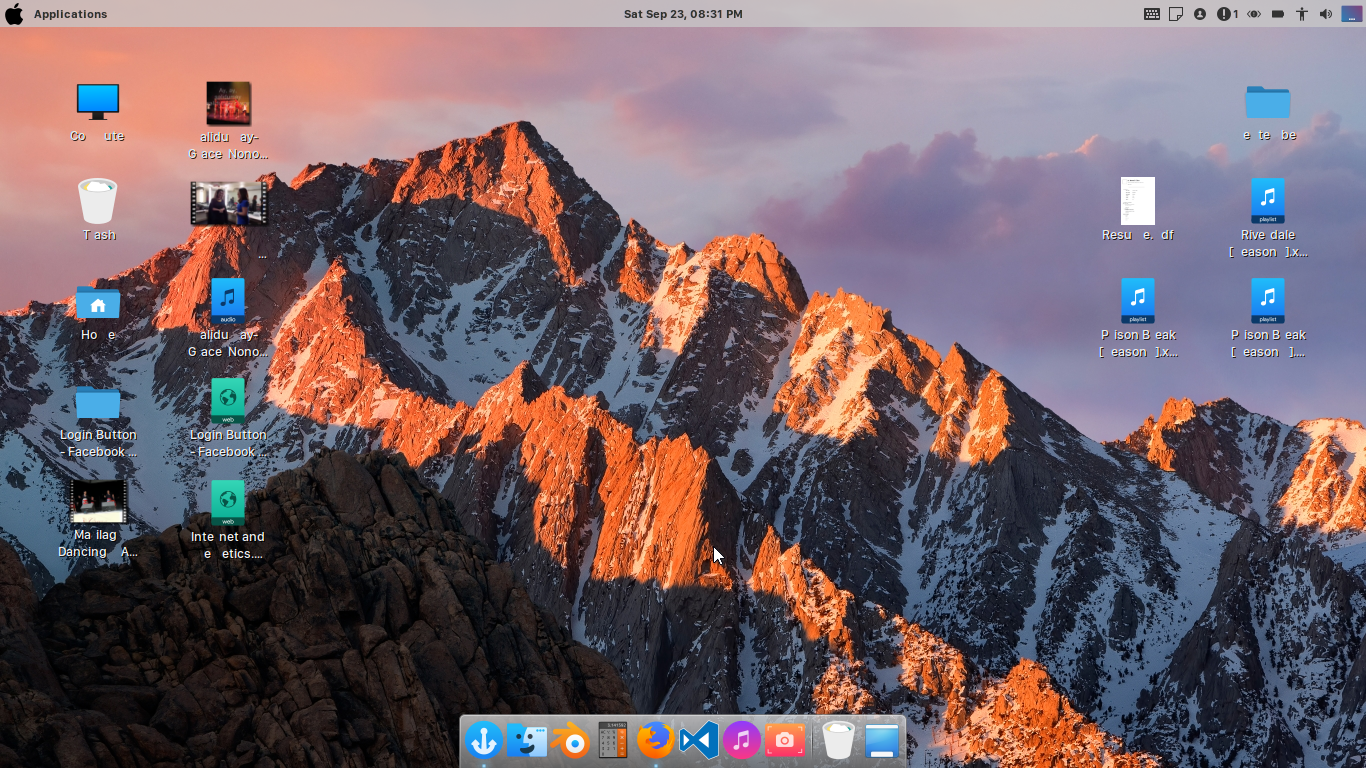 Applications
Sat Sep 23, 08:31 PM
1
Co ute
alidu ay-
G ace Nono...
T ash
...
Ho e
audio
alidu ay-
G ace Nono...
Login Button
- Facebook ...
web
Login Button
- Facebook ...
Ma ilag
Dancing A...
web
Inte net and
e etics....
e te be
Resu e. df
playlist
Rive dale
[ eason ].x...
playlist
P ison B eak
[ eason ].x...
playlist
P ison B eak
[ eason ]....